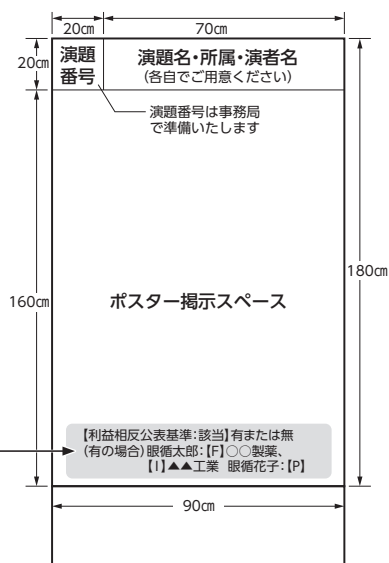 20㎝
70㎝
20㎝
演題
番号
演題名・所属・演者名
(各自でご用意ください)
演題番号は事務局
で準備いたします
160㎝
180㎝
ポスター掲示スペース
【利益相反公表基準：該当】有または無
(有の場合)眼循太郎：【F】○○製薬、
【I】▲▲工業 眼循花子：【P】
90㎝